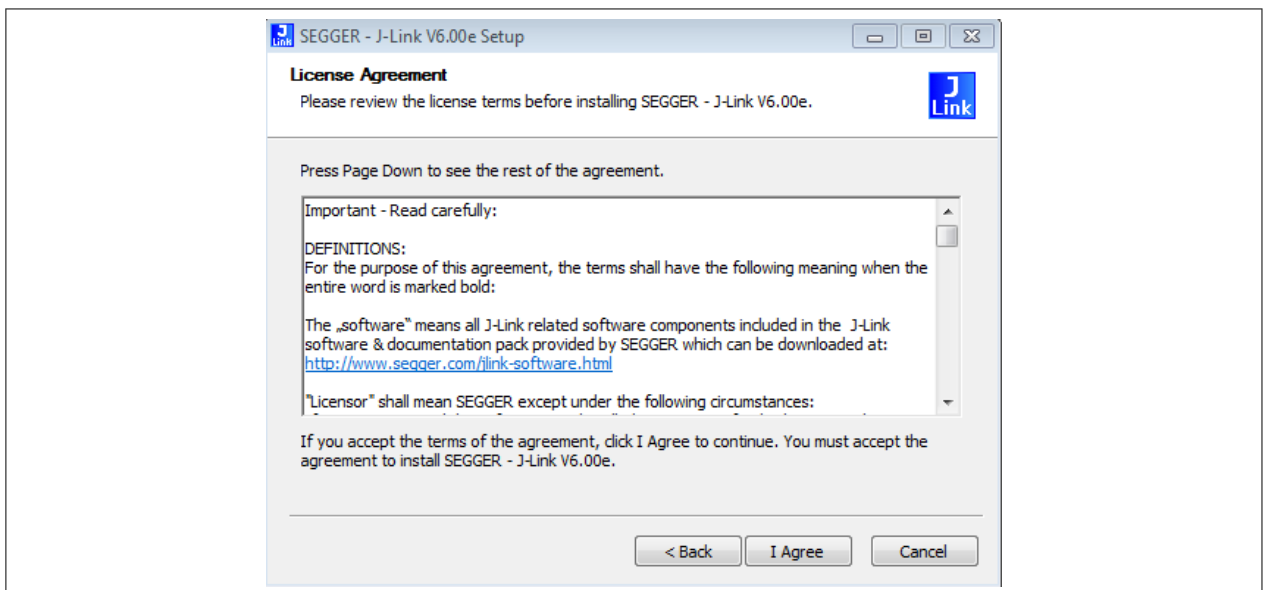 J Link SEGGER - J-Link V6.00e Setup
License Agreement
Please review the license terms before installing SEGGER - J-Link V6.00e.
J
Link
Press Page Down to see the rest of the agreement.
Important - Read carefully:
DEFINITIONS:
For the purpose of this agreement, the terms shall have the following meaning when the
entire word is marked bold:
The „software‟ means all J-Link related software components included in the  J-Link
software & documentation pack provided by SEGGER which can be downloaded at:
http://www.segger.com/jlink-software.html
"Licensor" shall mean SEGGER except under the following circumstances:
If you accept the terms of the agreement, click I Agree to continue. You must accept the
agreement to install SEGGER - J-Link V6.00e.
< Back I Agree Cancel